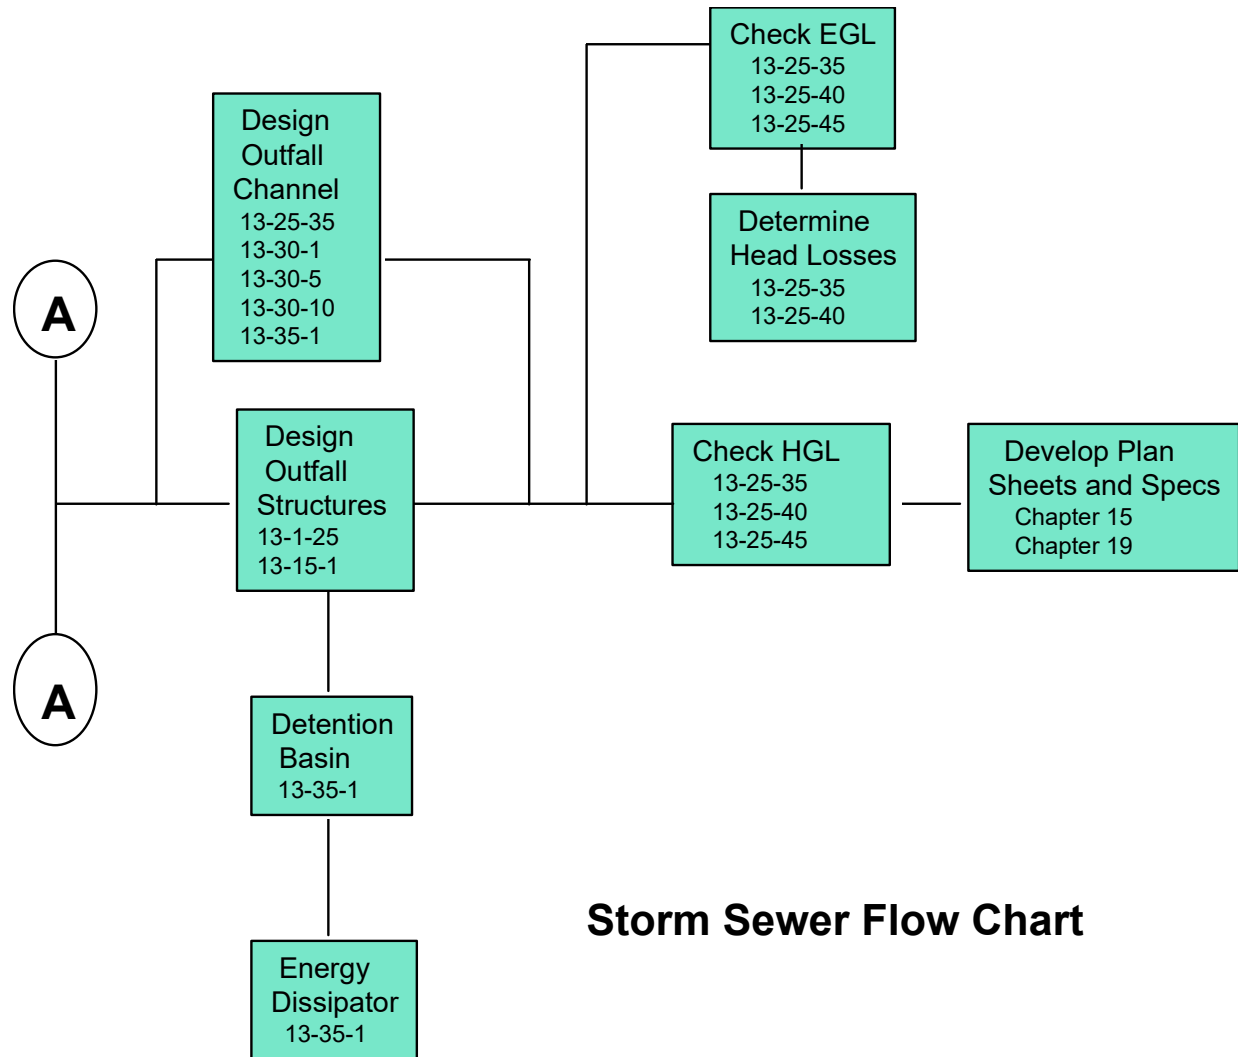 A
Design
Outfall
Channel
13-25-35
13-30-1
13-30-5
13-30-10
13-35-1
Check EGL
13-25-35
13-25-40
13-25-45
Determine
Head Losses
13-25-35
13-25-40
Design
Outfall
Structures
13-1-25
13-15-1
Check HGL
13-25-35
13-25-40
13-25-45
Develop Plan
Sheets and Specs
Chapter 15
Chapter 19
A
Detention
Basin
13-35-1
Energy
Dissipator
13-35-1
Storm Sewer Flow Chart